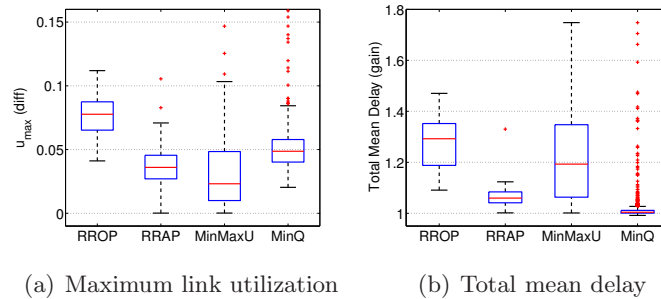 0.15
0.1
0.05
0
u_max (diff)
RROP RRAP MinMaxU MinQ
1.8
1.6
1.4
1.2
1
Total Mean Delay (gain)
RROP RRAP MinMaxU MinQ
(a) Maximum link utilization
(b) Total mean delay